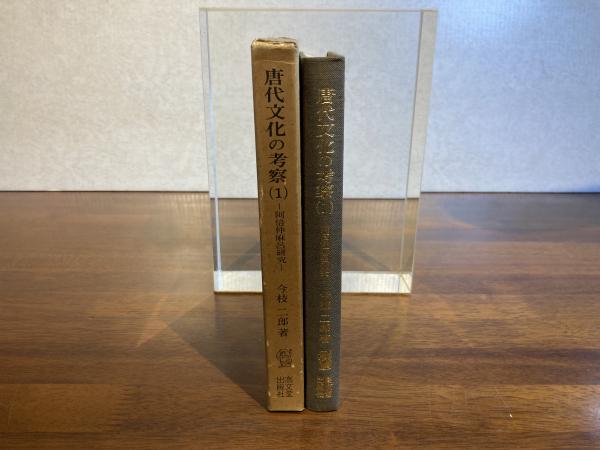 唐代文化の考察(1)
―阿倍仲麻呂研究―
今枝二郎著
高文堂
出版社
唐代文化の考察(1)